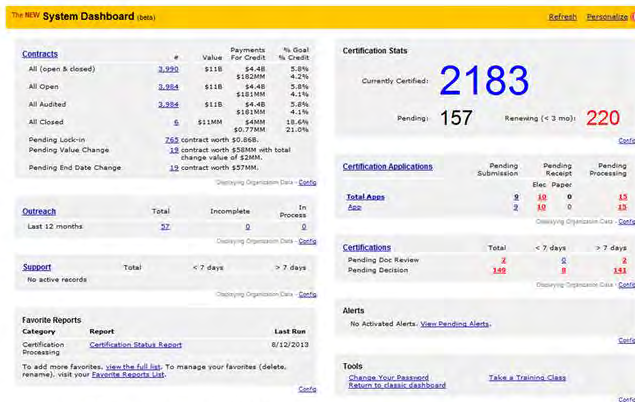 The NEW System Dashboard (beta)
Refresh Personalize
Contracts # Value Payments For Credit % Goal % Credit
All (open & closed) 3,990 $11B $4.4B 5.8%
$182MM 4.2%
All Open 3,984 $11B $4.4B 5.8%
$181MM 4.1%
All Audited 3,984 $11B $4.4B 5.8%
$181MM 4.1%
All Closed 6 $11MM $4MM 18.6%
$0.77MM 21.0%
Pending Lock-in 765 contract worth $0.86B.
Pending Value Change 19 contract worth $58MM with total
change value of $2MM.
Pending End Date Change 19 contract worth $57MM.
Displaying Organization Data - Config
Outreach Total Incomplete In Process
Last 12 months 57 0 0
Displaying Organization Data - Config
Support Total < 7 days > 7 days
No active records
Displaying Organization Data - Config
Favorite Reports
Category Report Last Run
Certification Processing Certification Status Report 8/12/2013
To add more favorites, view the full list. To manage your favorites (delete,
rename), visit your Favorite Reports List.
Config
Certification Stats
Currently Certified: 2183
Pending: 157 Renewing (< 3 mo): 220
Config
Certification Applications Pending Submission Pending Receipt Pending Processing
Elec Paper
Total Apps 9 10 0 15
App 9 10 0 15
Displaying Organization Data - Config
Certifications Total < 7 days > 7 days
Pending Doc Review 2 0 2
Pending Decision 149 8 141
Displaying Organization Data - Config
Alerts
No Activated Alerts. View Pending Alerts.
Config
Tools
Change Your Password Take a Training Class
Return to classic dashboard
Config